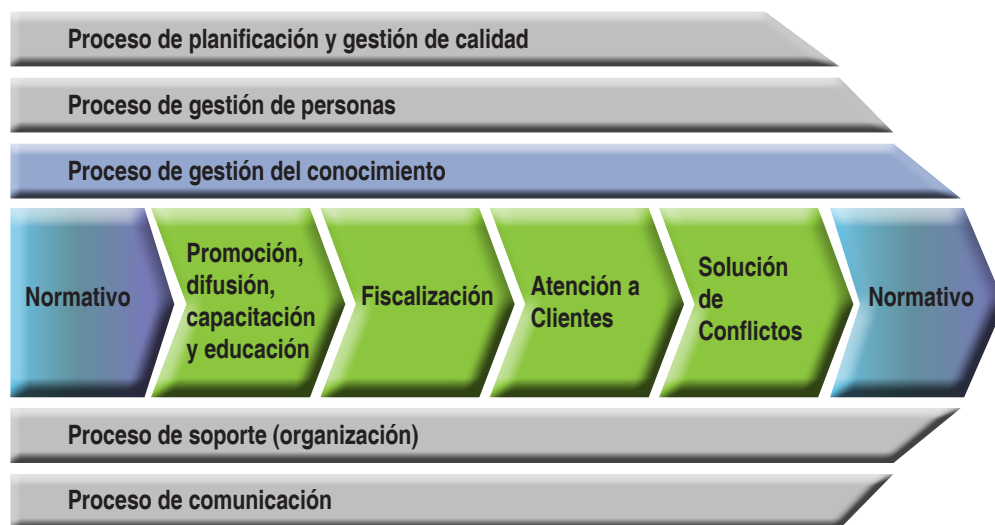 Proceso de planificación y gestión de calidad
Proceso de gestión de personas
Proceso de gestión del conocimiento
Normativo
Promoción,
difusión,
capacitación
y educación
Fiscalización
Atención a
Clientes
Solución
de
Conflictos
Normativo
Proceso de soporte (organización)
Proceso de comunicación